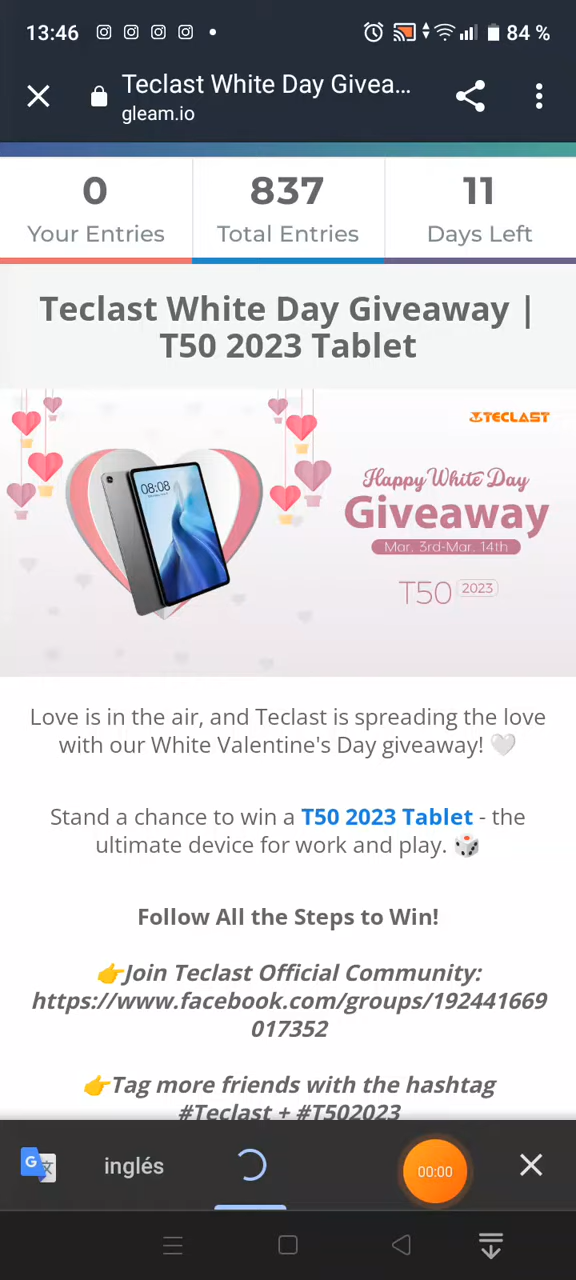 13:46
84 %
Teclast White Day Givea...
gleam.io
0
837
11
Your Entries
Total Entries
Days Left
Teclast White Day Giveaway |
T50 2023 Tablet
TECLAST
08:08
Happy White Day
Giveaway
Mar. 3rd-Mar. 14th
T50 2023
Love is in the air, and Teclast is spreading the love
with our White Valentine's Day giveaway! 🤍
Stand a chance to win a T50 2023 Tablet - the
ultimate device for work and play. 🎲
Follow All the Steps to Win!
👉Join Teclast Official Community:
https://www.facebook.com/groups/192441669
017352
👉Tag more friends with the hashtag
#Teclast + #T502023
G
inglés
00:00